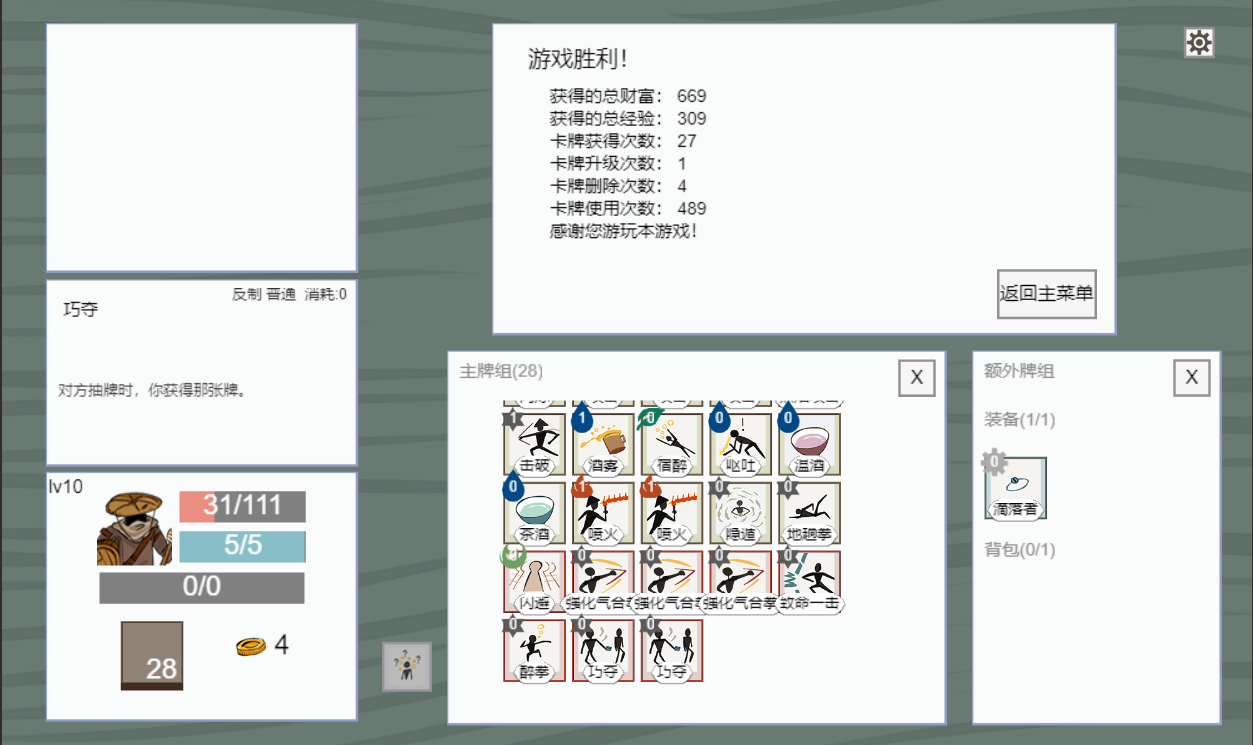 游戏胜利！
获得的总财富： 669
获得的总经验： 309
卡牌获得次数： 27
卡牌升级次数： 1
卡牌删除次数： 4
卡牌使用次数： 489
感谢您游玩本游戏！
返回主菜单
反制 普通 消耗:0
巧夺
对方抽牌时，你获得那张牌。
lv10
31/111
5/5
0/0
28
4
主牌组(28)
X
1 1 0 0 0
击破 酒雾 宿醉 呕吐 温酒
0 1 1 0 0
茶酒 喷火 喷火 隐遁 地趟拳
0 0 0 0
闪避 强化气合 强化气合 强化气合拳 致命一击
0 0 0
醉拳 巧夺 巧夺
额外牌组
X
装备(1/1)
0
滴落者
背包(0/1)